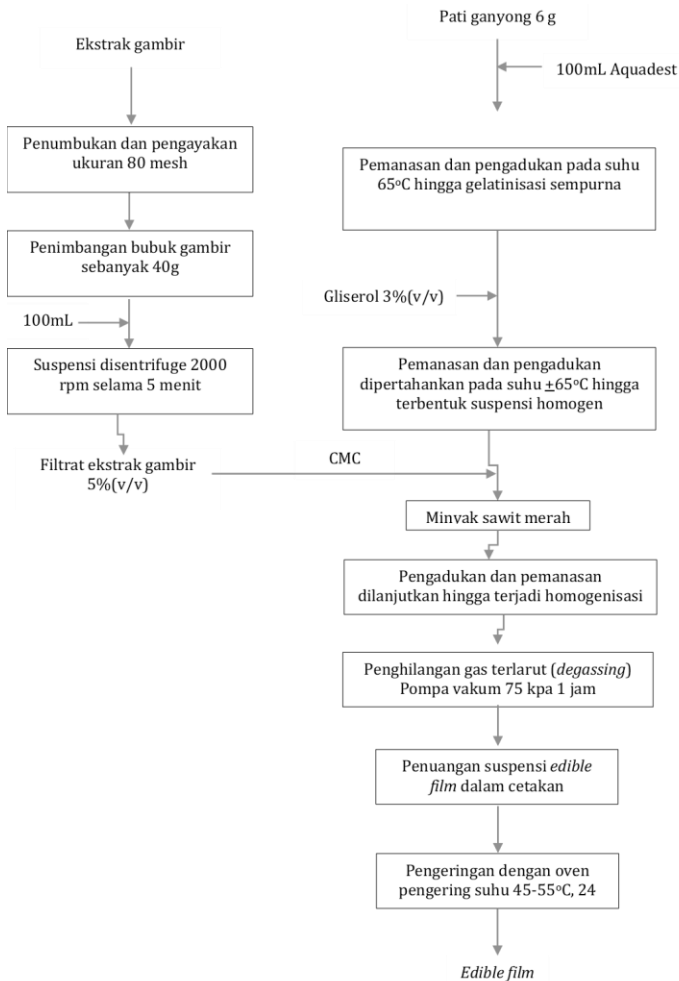 Ekstrak gambir
Penumbukan dan pengayakan
ukuran 80 mesh
Penimbangan bubuk gambir
sebanyak 40g
100mL
Suspensi disentrifuge 2000
rpm selama 5 menit
Filtrat ekstrak gambir
5%(v/v)
CMC
Pati ganyong 6 g
100mL Aquadest
Pemanasan dan pengadukan pada suhu
65°C hingga gelatinisasi sempurna
Gliserol 3%(v/v)
Pemanasan dan pengadukan
dipertahankan pada suhu ±65°C hingga
terbentuk suspensi homogen
Minyak sawit merah
Pengadukan dan pemanasan
dilanjutkan hingga terjadi homogenisasi
Penghilangan gas terlarut (degassing)
Pompa vakum 75 kpa 1 jam
Penuangan suspensi edible
film dalam cetakan
Pengeringan dengan oven
pengering suhu 45-55°C, 24
Edible film